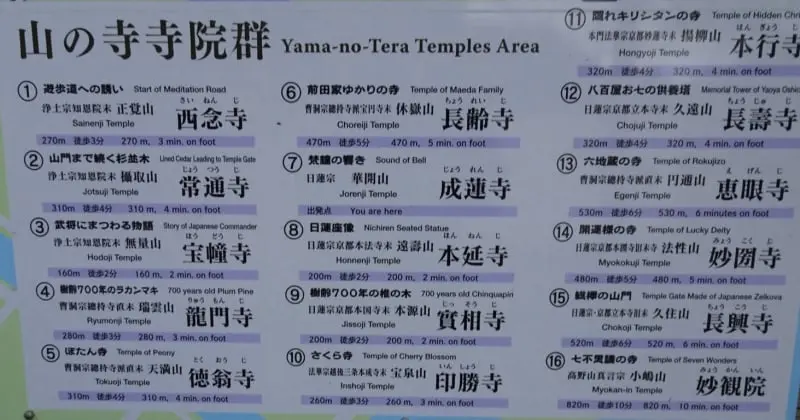 山の寺寺院群 Yama-no-Tera Temples Area
① 遊歩道への誘い Start of Meditation Road
さい ねん じ
浄土宗知恩院末 正覚山 西念寺
Sainenji Temple
270m 徒歩3分 270 m, 3 min. on foot
② 山門まで続く杉並木 Lined Cedar Leading to Temple Gate
じょう つう じ
浄土宗知恩院末 攝取山 常通寺
Jotsuji Temple
310m 徒歩4分 310 m, 4 min. on foot
③ 武将にまつわる物語 Story of Japanese Commander
ほう どう じ
浄土宗知恩院末 無量山 宝幢寺
Hodoji Temple
160m 徒歩2分 160 m, 2 min. on foot
④ 樹齢700年のラカンマキ 700 years old Plum Pine
りゅう もん じ
曹洞宗總持寺直末 瑞雲山 龍門寺
Ryumonji Temple
280m 徒歩3分 280 m, 3 min. on foot
⑤ ぼたん寺 Temple of Peony
とく おう じ
曹洞宗總持寺派直末 天満山 徳翁寺
Tokuoji Temple
310m 徒歩4分 310 m, 4 min. on foot
⑥ 前田家ゆかりの寺 Temple of Maeda Family
ちょう れい じ
曹洞宗總持寺派宝円寺末 休嶽山 長齡寺
Choreiji Temple
470m 徒歩5分 470 m, 5 min. on foot
⑦ 梵鐘の響き Sound of Bell
じょう れん じ
日蓮宗 華開山 成蓮寺
Jorenji Temple
出発点 You are here
⑧ 日蓮座像 Nichiren Seated Statue
ほん ねん じ
日蓮宗京都本法寺末 遠壽山 本延寺
Honnenji Temple
200m 徒歩2分 200 m, 2 min. on foot
⑨ 樹齢700年の椎の木 700 years old Chinquapin
じっ そう じ
日蓮宗京都本国寺末 本源山 實相寺
Jissoji Temple
200m 徒歩2分 200 m, 2 min. on foot
⑩ さくら寺 Temple of Cherry Blossom
いん しょう じ
法華宗越後三条本成寺末 宝泉山 印勝寺
Inshoji Temple
260m 徒歩3分 260 m, 3 min. on foot
⑪ 隠れキリシタンの寺 Temple of Hidden Chri
ほん ぎょう じ
本門法華宗京都妙蓮寺末 揚柳山 本行寺
Hongyoji Temple
320m 徒歩4分 320 m, 4 min. on foot
⑫ 八百屋お七の供養塔 Memorial Tower of Yaoya Oshic
ちょう じゅ じ
日蓮宗京都立本寺末 久遠山 長壽寺
Chojuji Temple
320m 徒歩4分 320 m, 4 min. on foot
⑬ 六地蔵の寺 Temple of Rokujizo
え げん じ
曹洞宗總持寺派直末 円通山 恵眼寺
Egenji Temple
530m 徒歩6分 530 m, 6 minutes on foot
⑭ 開運様の寺 Temple of Lucky Deity
みょう こく じ
日蓮宗京都本圀寺旧末寺 法性山 妙圀寺
Myokokuji Temple
480m 徒歩5分 480 m, 5 min. on foot
⑮ 総欅の山門 Temple Gate Made of Japanese Zelkova
ちょう こう じ
日蓮宗・京都立本寺旧末 久住山 長興寺
Chokoji Temple
520m 徒歩6分 520 m, 6 min. on foot
⑯ 七不思議の寺 Temple of Seven Wonders
みょう かん いん
高野山真言宗 小嶋山 妙観院
Myokan-in Temple
820m 徒歩10分 820 m, 10 min. on foot